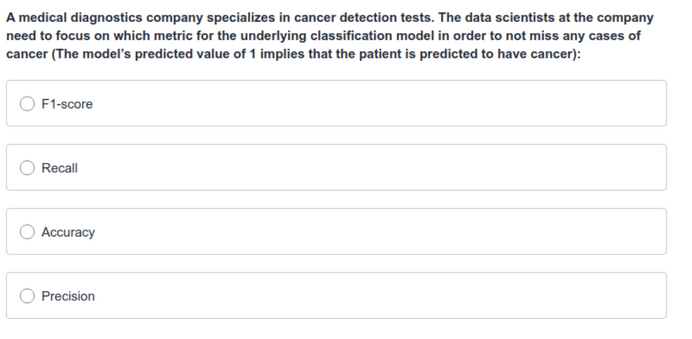 A medical diagnostics company specializes in cancer detection tests. The data scientists at the company
need to focus on which metric for the underlying classification model in order to not miss any cases of
cancer (The model's predicted value of 1 implies that the patient is predicted to have cancer):
F1-score
Recall
Accuracy
Precision